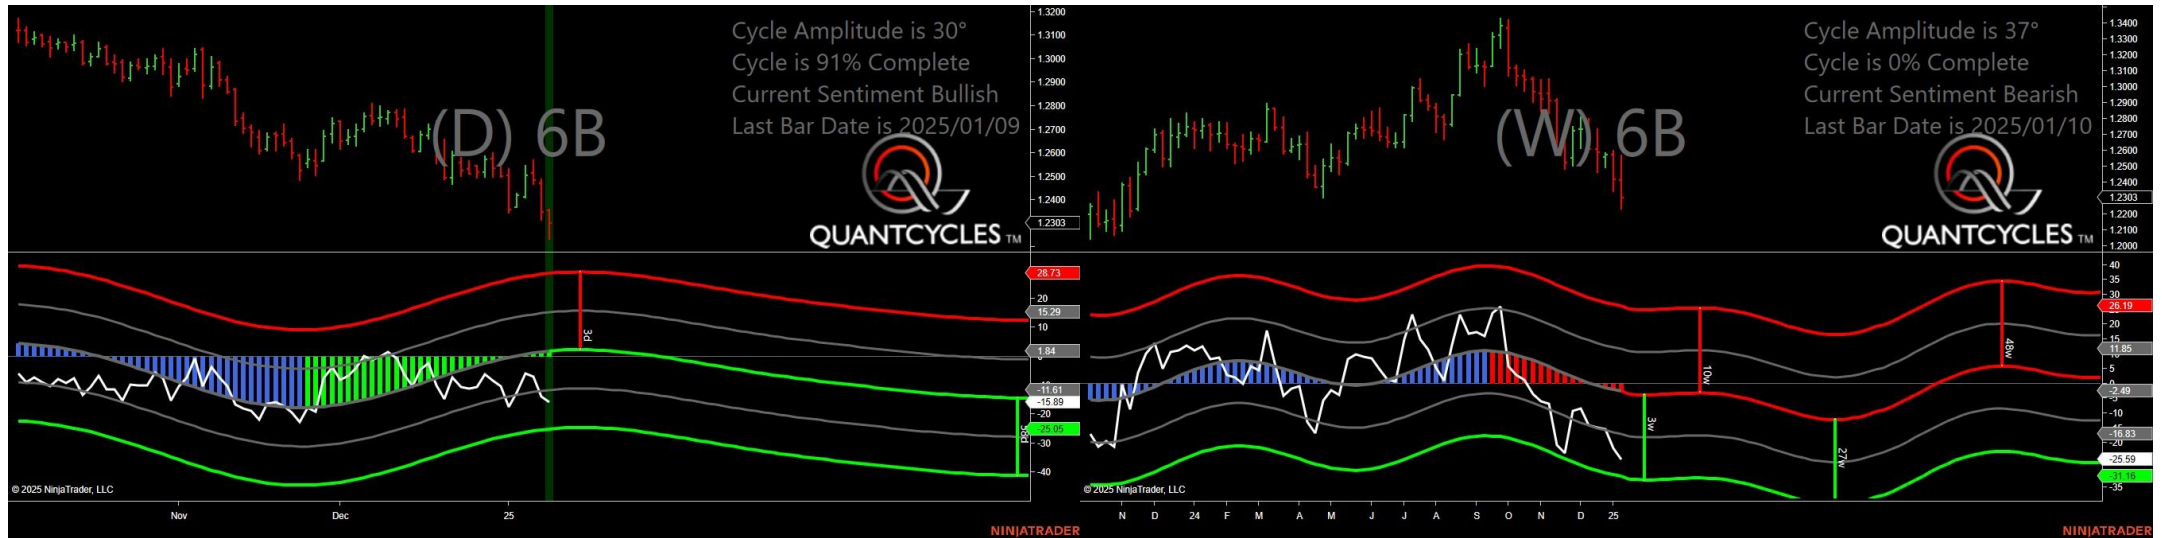 Cycle Amplitude is 30°
Cycle is 91% Complete
Current Sentiment Bullish
Last Bar Date is 2025/01/09
(D) 6B
QUANTCYCLES TM
1.3200
1.3100
1.3000
1.2900
1.2800
1.2700
1.2600
1.2500
1.2400
1.2303
28.73
20
15.29
10
1.84
-11.61
-15.89
-20
-25.05
-30
-40
3d
58d
© 2025 NinjaTrader, LLC
Nov
Dec
25
NINJATRADER
Cycle Amplitude is 37°
Cycle is 0% Complete
Current Sentiment Bearish
Last Bar Date is 2025/01/10
(W) 6B
QUANTCYCLES TM
1.3400
1.3300
1.3200
1.3100
1.3000
1.2900
1.2800
1.2700
1.2600
1.2500
1.2400
1.2303
1.2200
1.2100
1.2000
40
35
30
26.19
20
15
11.85
5
-2.49
-10
-16.83
-20
-25.59
-31.16
-35
10w
48w
3w
27w
© 2025 NinjaTrader, LLC
N D 24 F M A M J J A S O N D 25
NINJATRADER